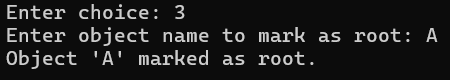 Enter choice: 3
Enter object name to mark as root: A
Object 'A' marked as root.